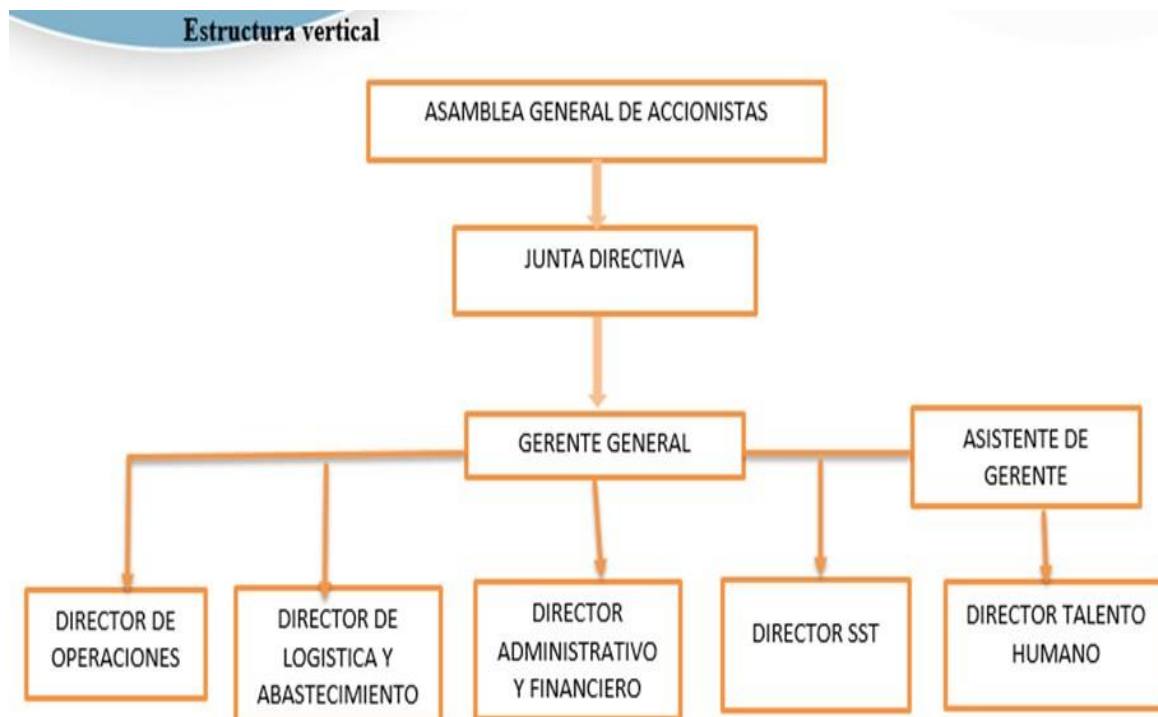 Estructura vertical
ASAMBLEA GENERAL DE ACCIONISTAS
JUNTA DIRECTIVA
GERENTE GENERAL
ASISTENTE DE
GERENTE
DIRECTOR DE
OPERACIONES
DIRECTOR DE
LOGISTICA Y
ABASTECIMIENTO
DIRECTOR
ADMINISTRATIVO
Y FINANCIERO
DIRECTOR SST
DIRECTOR TALENTO
HUMANO